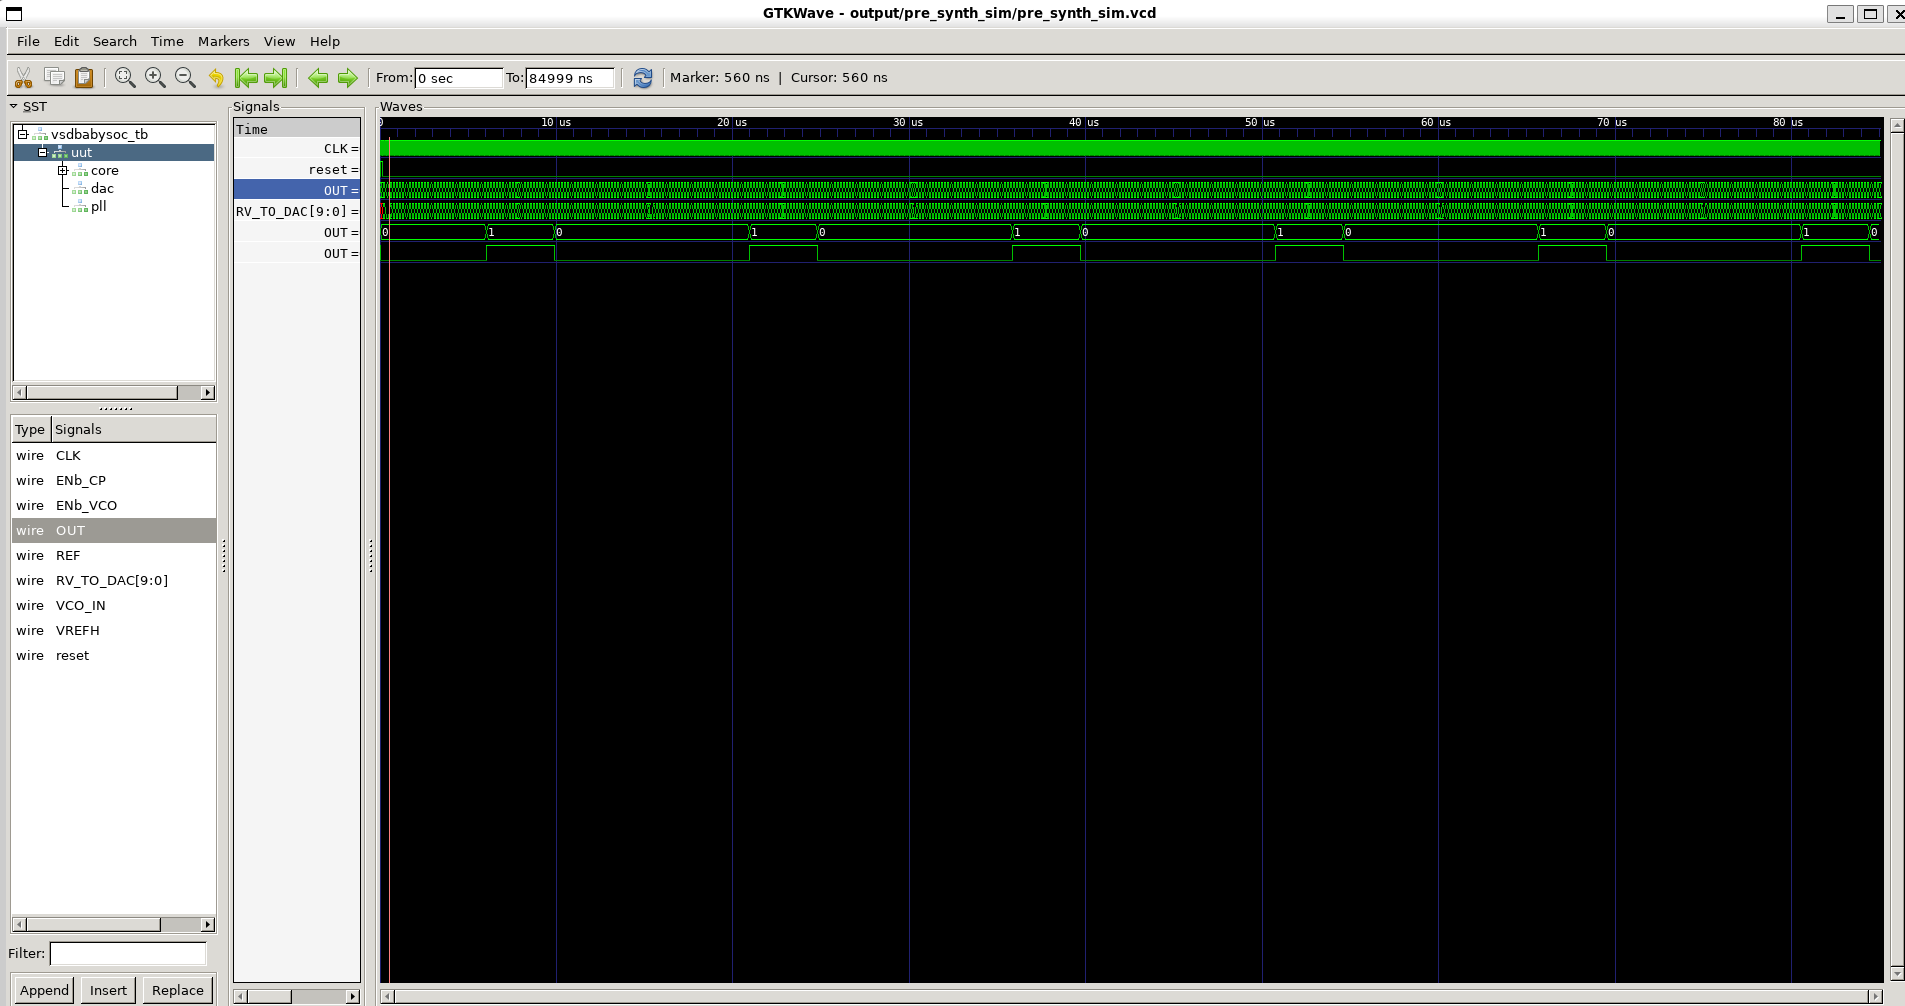 GTKWave - output/pre_synth_sim/pre_synth_sim.vcd
File Edit Search Time Markers View Help
From: 0 sec To: 84999 ns Marker: 560 ns | Cursor: 560 ns
SST
vsdbabysoc_tb
uut
core
dac
pll
Type Signals
wire CLK
wire ENb_CP
wire ENb_VCO
wire OUT
wire REF
wire RV_TO_DAC[9:0]
wire VCO_IN
wire VREFH
wire reset
Filter:
Append Insert Replace
Signals
Time
CLK =
reset =
OUT =
RV_TO_DAC[9:0] =
OUT =
OUT =
Waves
0 10 us 20 us 30 us 40 us 50 us 60 us 70 us 80 us
0 1 0 1 0 1 0 1 0 1 0 1 0